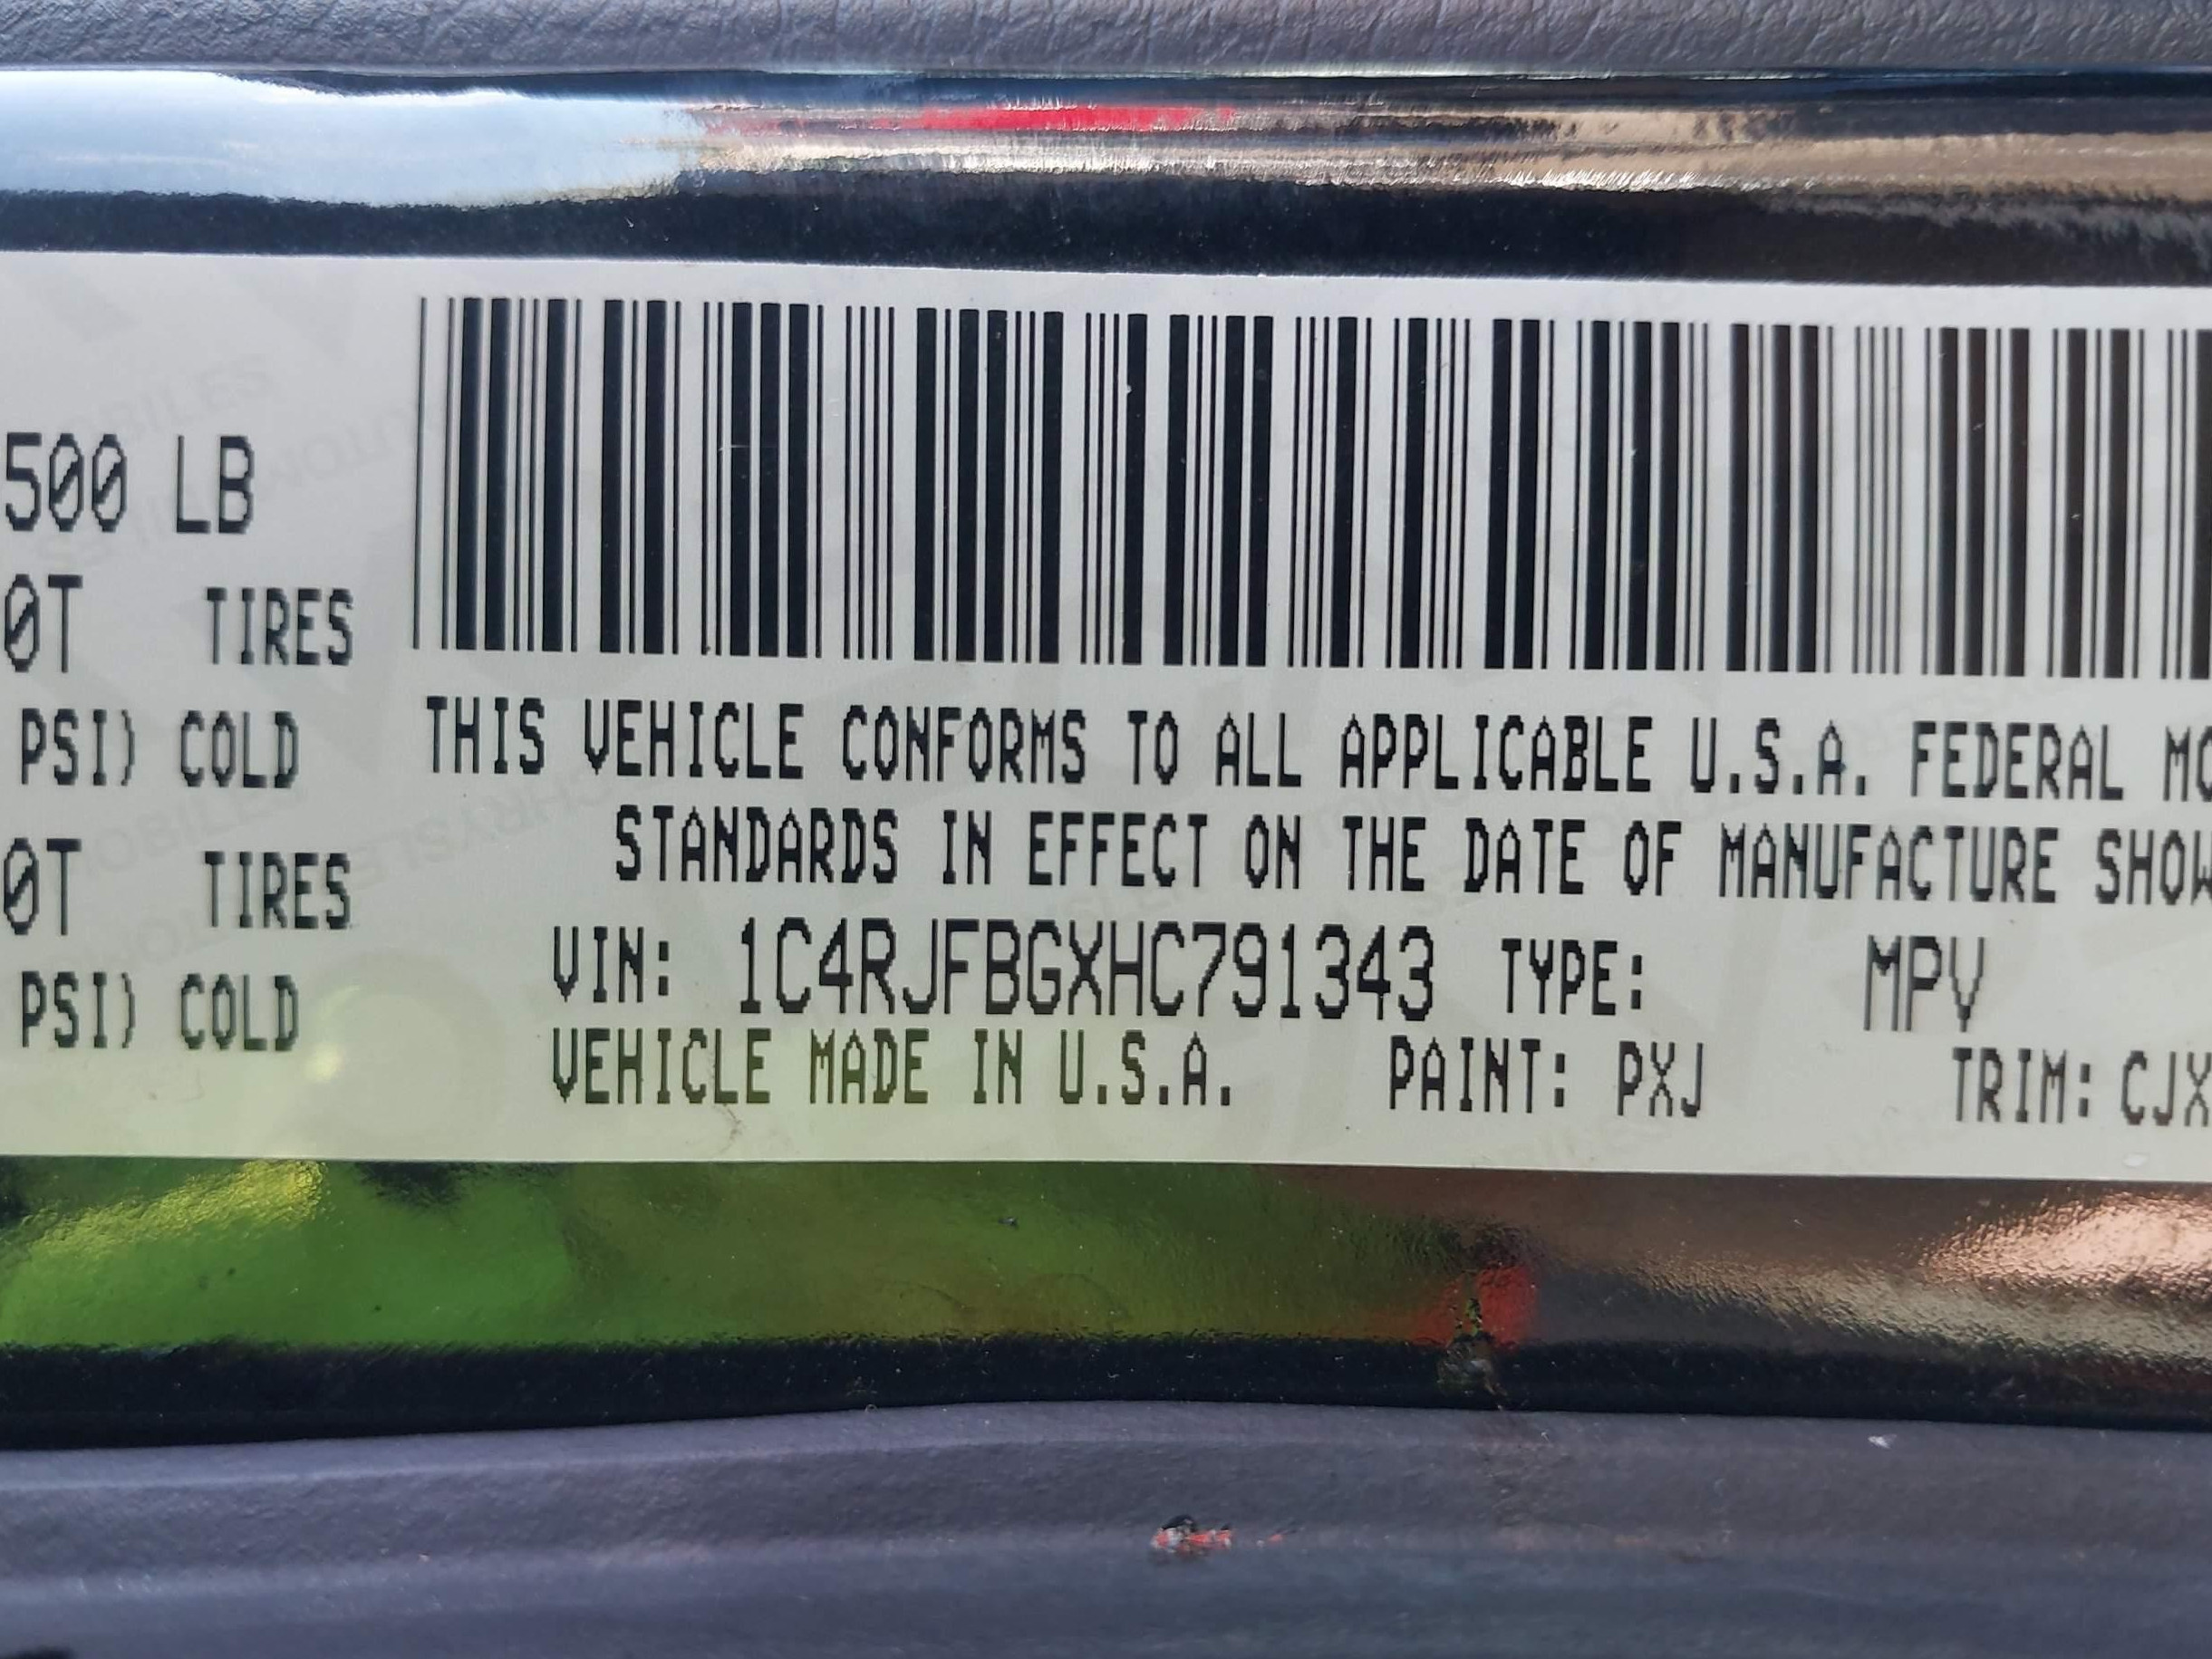 500 LB
0T TIRES
PSI) COLD
0T TIRES
PSI) COLD
THIS VEHICLE CONFORMS TO ALL APPLICABLE U.S.A. FEDERAL
STANDARDS IN EFFECT ON THE DATE OF MANUFACTURE SHOW
VIN: 1C4RJFBGXHC791343 TYPE: MPV
VEHICLE MADE IN U.S.A. PAINT: PXJ TRIM: CJX